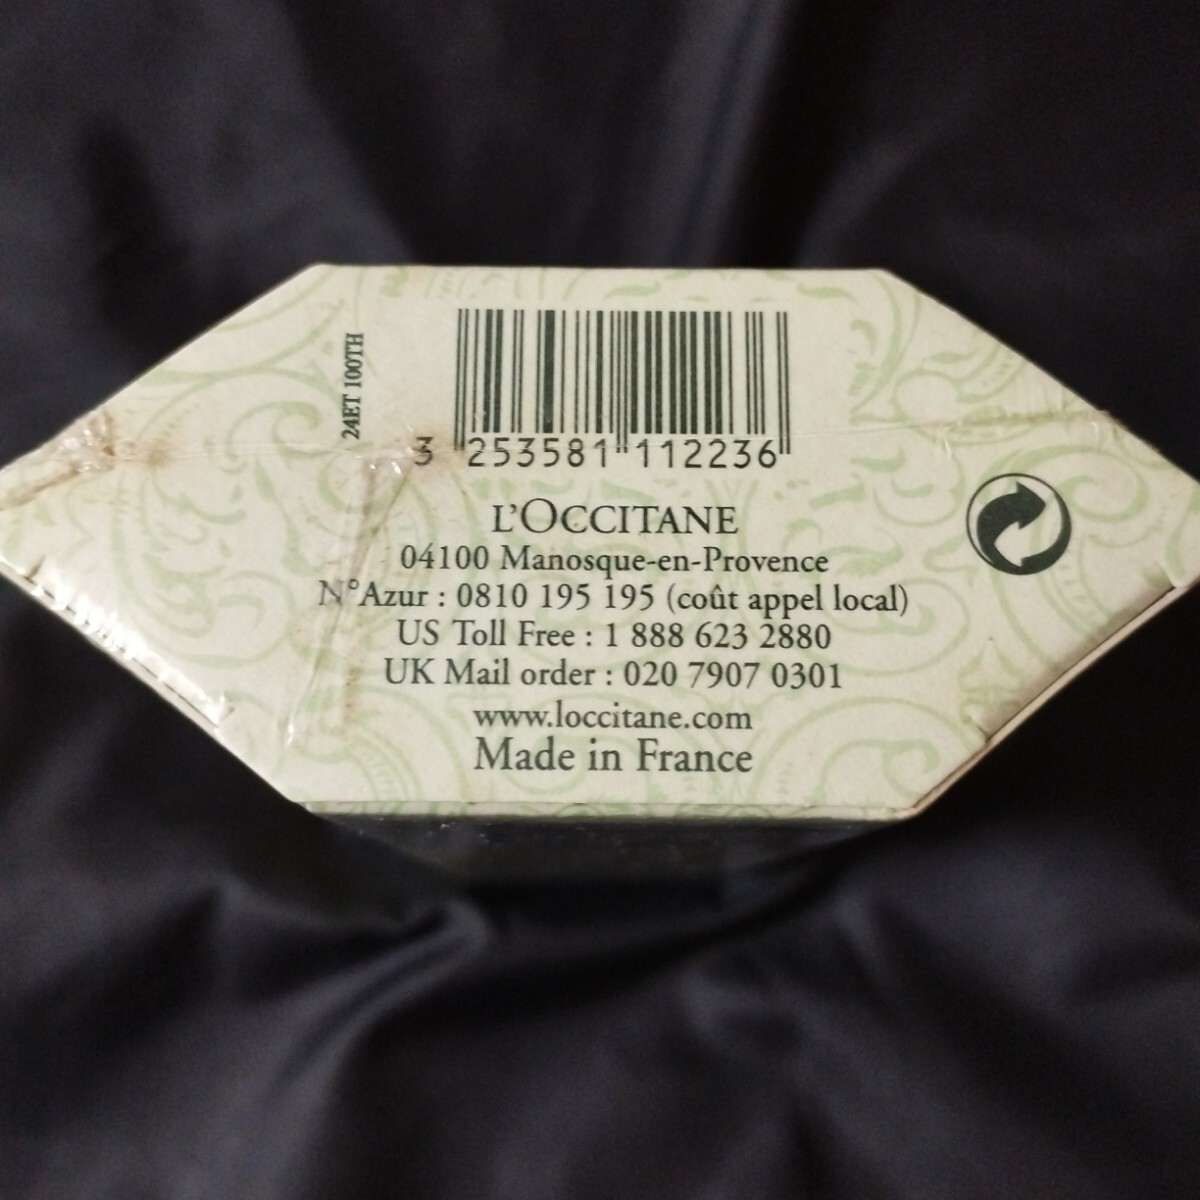 24ET 100TH
3 253581 112236
L'OCCITANE
04100 Manosque-en-Provence
N°Azur : 0810 195 195 (coût appel local)
US Toll Free : 1 888 623 2880
UK Mail order : 020 7907 0301
www.loccitane.com
Made in France